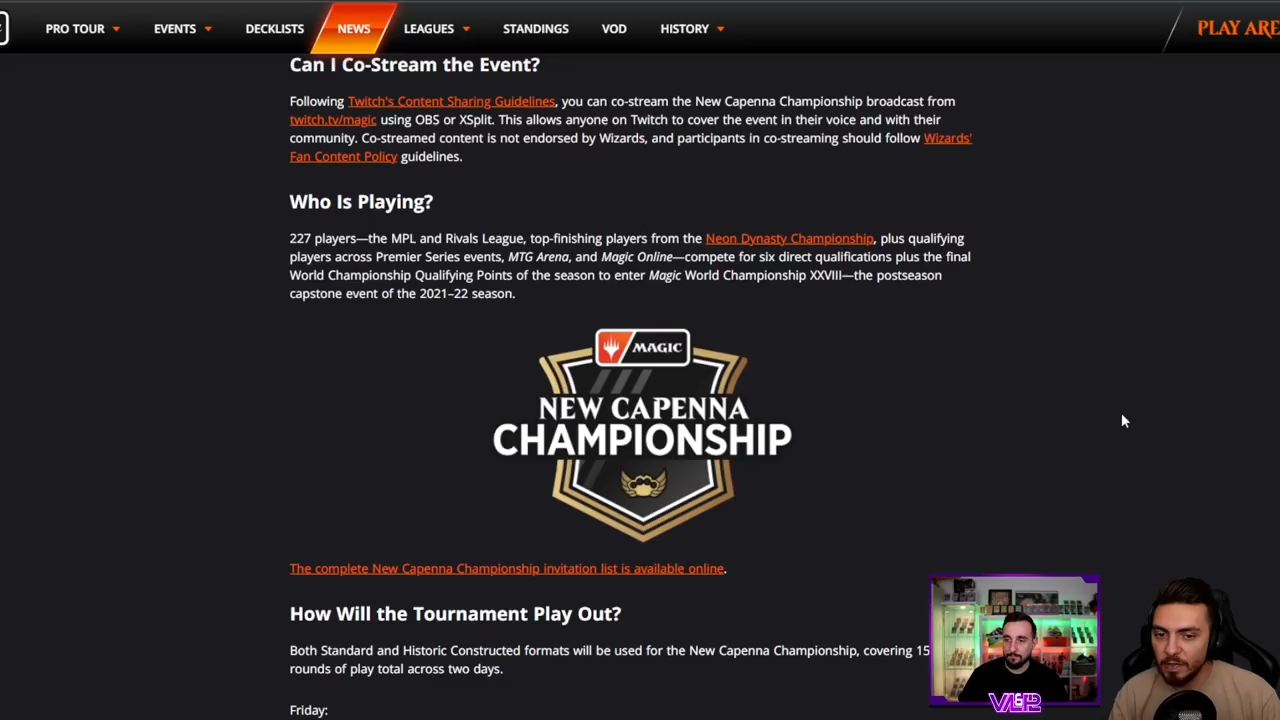 PRO TOUR EVENTS DECKLISTS NEWS LEAGUES STANDINGS VOD HISTORY PLAY ARE
Can I Co-Stream the Event?
Following Twitch's Content Sharing Guidelines, you can co-stream the New Capenna Championship broadcast from
twitch.tv/magic using OBS or XSplit. This allows anyone on Twitch to cover the event in their voice and with their
community. Co-streamed content is not endorsed by Wizards, and participants in co-streaming should follow Wizards'
Fan Content Policy guidelines.
Who Is Playing?
227 players—the MPL and Rivals League, top-finishing players from the Neon Dynasty Championship, plus qualifying
players across Premier Series events, MTG Arena, and Magic Online—compete for six direct qualifications plus the final
World Championship Qualifying Points of the season to enter Magic World Championship XXVIII—the postseason
capstone event of the 2021–22 season.
MAGIC
NEW CAPENNA
CHAMPIONSHIP
The complete New Capenna Championship invitation list is available online.
How Will the Tournament Play Out?
Both Standard and Historic Constructed formats will be used for the New Capenna Championship, covering 15
rounds of play total across two days.
Friday: